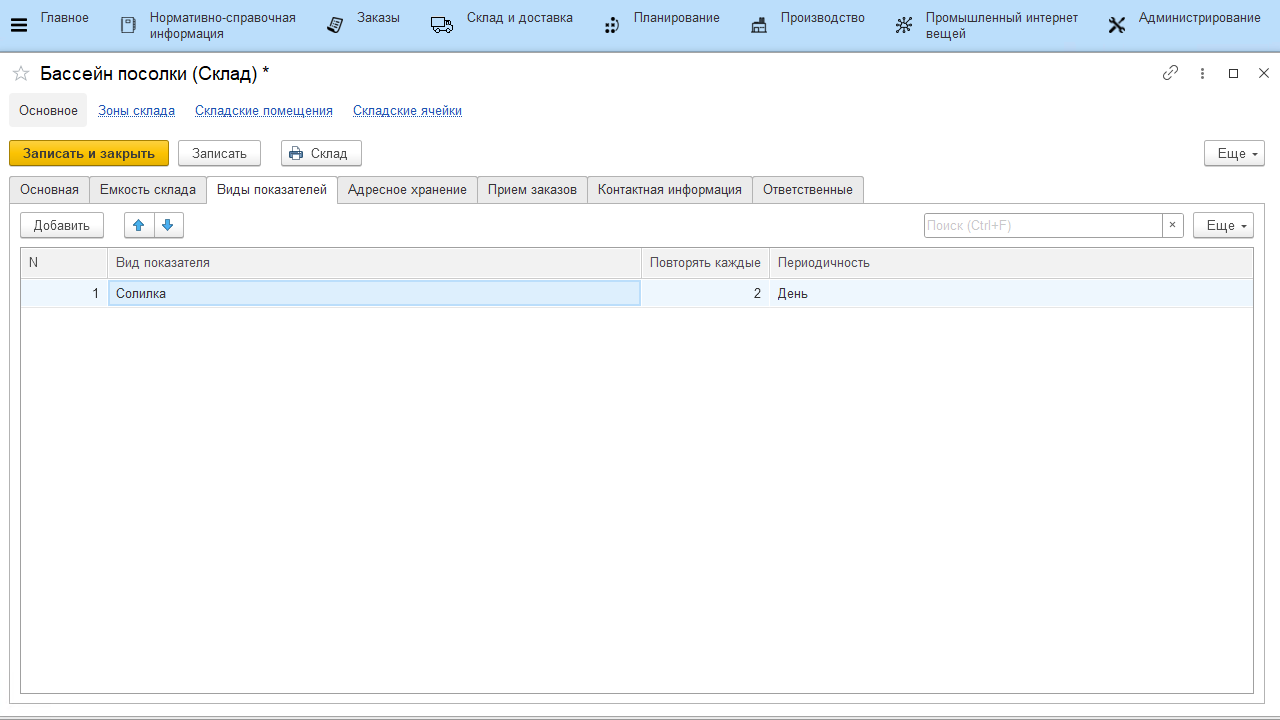 Главное
Нормативно-справочная
информация
Заказы
Склад и доставка
Планирование
Производство
Промышленный интернет
вещей
Администрирование
Бассейн посолки (Склад) *
Основное Зоны склада Складские помещения Складские ячейки
Записать и закрыть Записать Склад Еще
Основная Емкость склада Виды показателей Адресное хранение Прием заказов Контактная информация Ответственные
Добавить Поиск (Ctrl+F) × Еще
N Вид показателя Повторять каждые Периодичность
1 Солилка 2 День